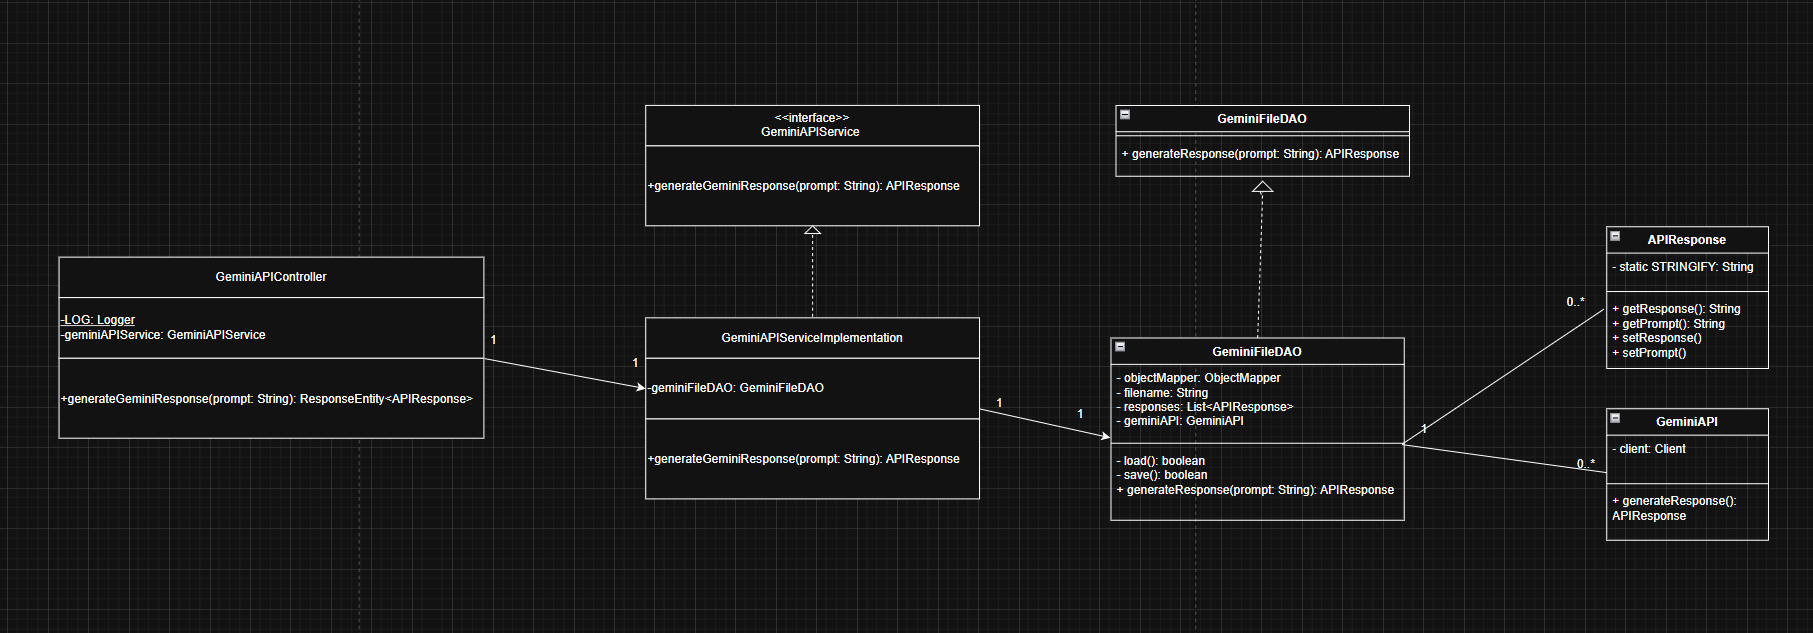 GeminiAPIController
-LOG: Logger
-geminiAPIService: GeminiAPIService
+generateGeminiResponse(prompt: String): ResponseEntity<APIResponse>
1
1
<<interface>>
GeminiAPIService
+generateGeminiResponse(prompt: String): APIResponse
GeminiAPIServiceImplementation
-geminiFileDAO: GeminiFileDAO
+generateGeminiResponse(prompt: String): APIResponse
1
1
GeminiFileDAO
+ generateResponse(prompt: String): APIResponse
GeminiFileDAO
- objectMapper: ObjectMapper
- filename: String
- responses: List<APIResponse>
- geminiAPI: GeminiAPI
- load(): boolean
- save(): boolean
+ generateResponse(prompt: String): APIResponse
1
0..*
0..*
APIResponse
- static STRINGIFY: String
+ getResponse(): String
+ getPrompt(): String
+ setResponse()
+ setPrompt()
GeminiAPI
- client: Client
+ generateResponse():
APIResponse